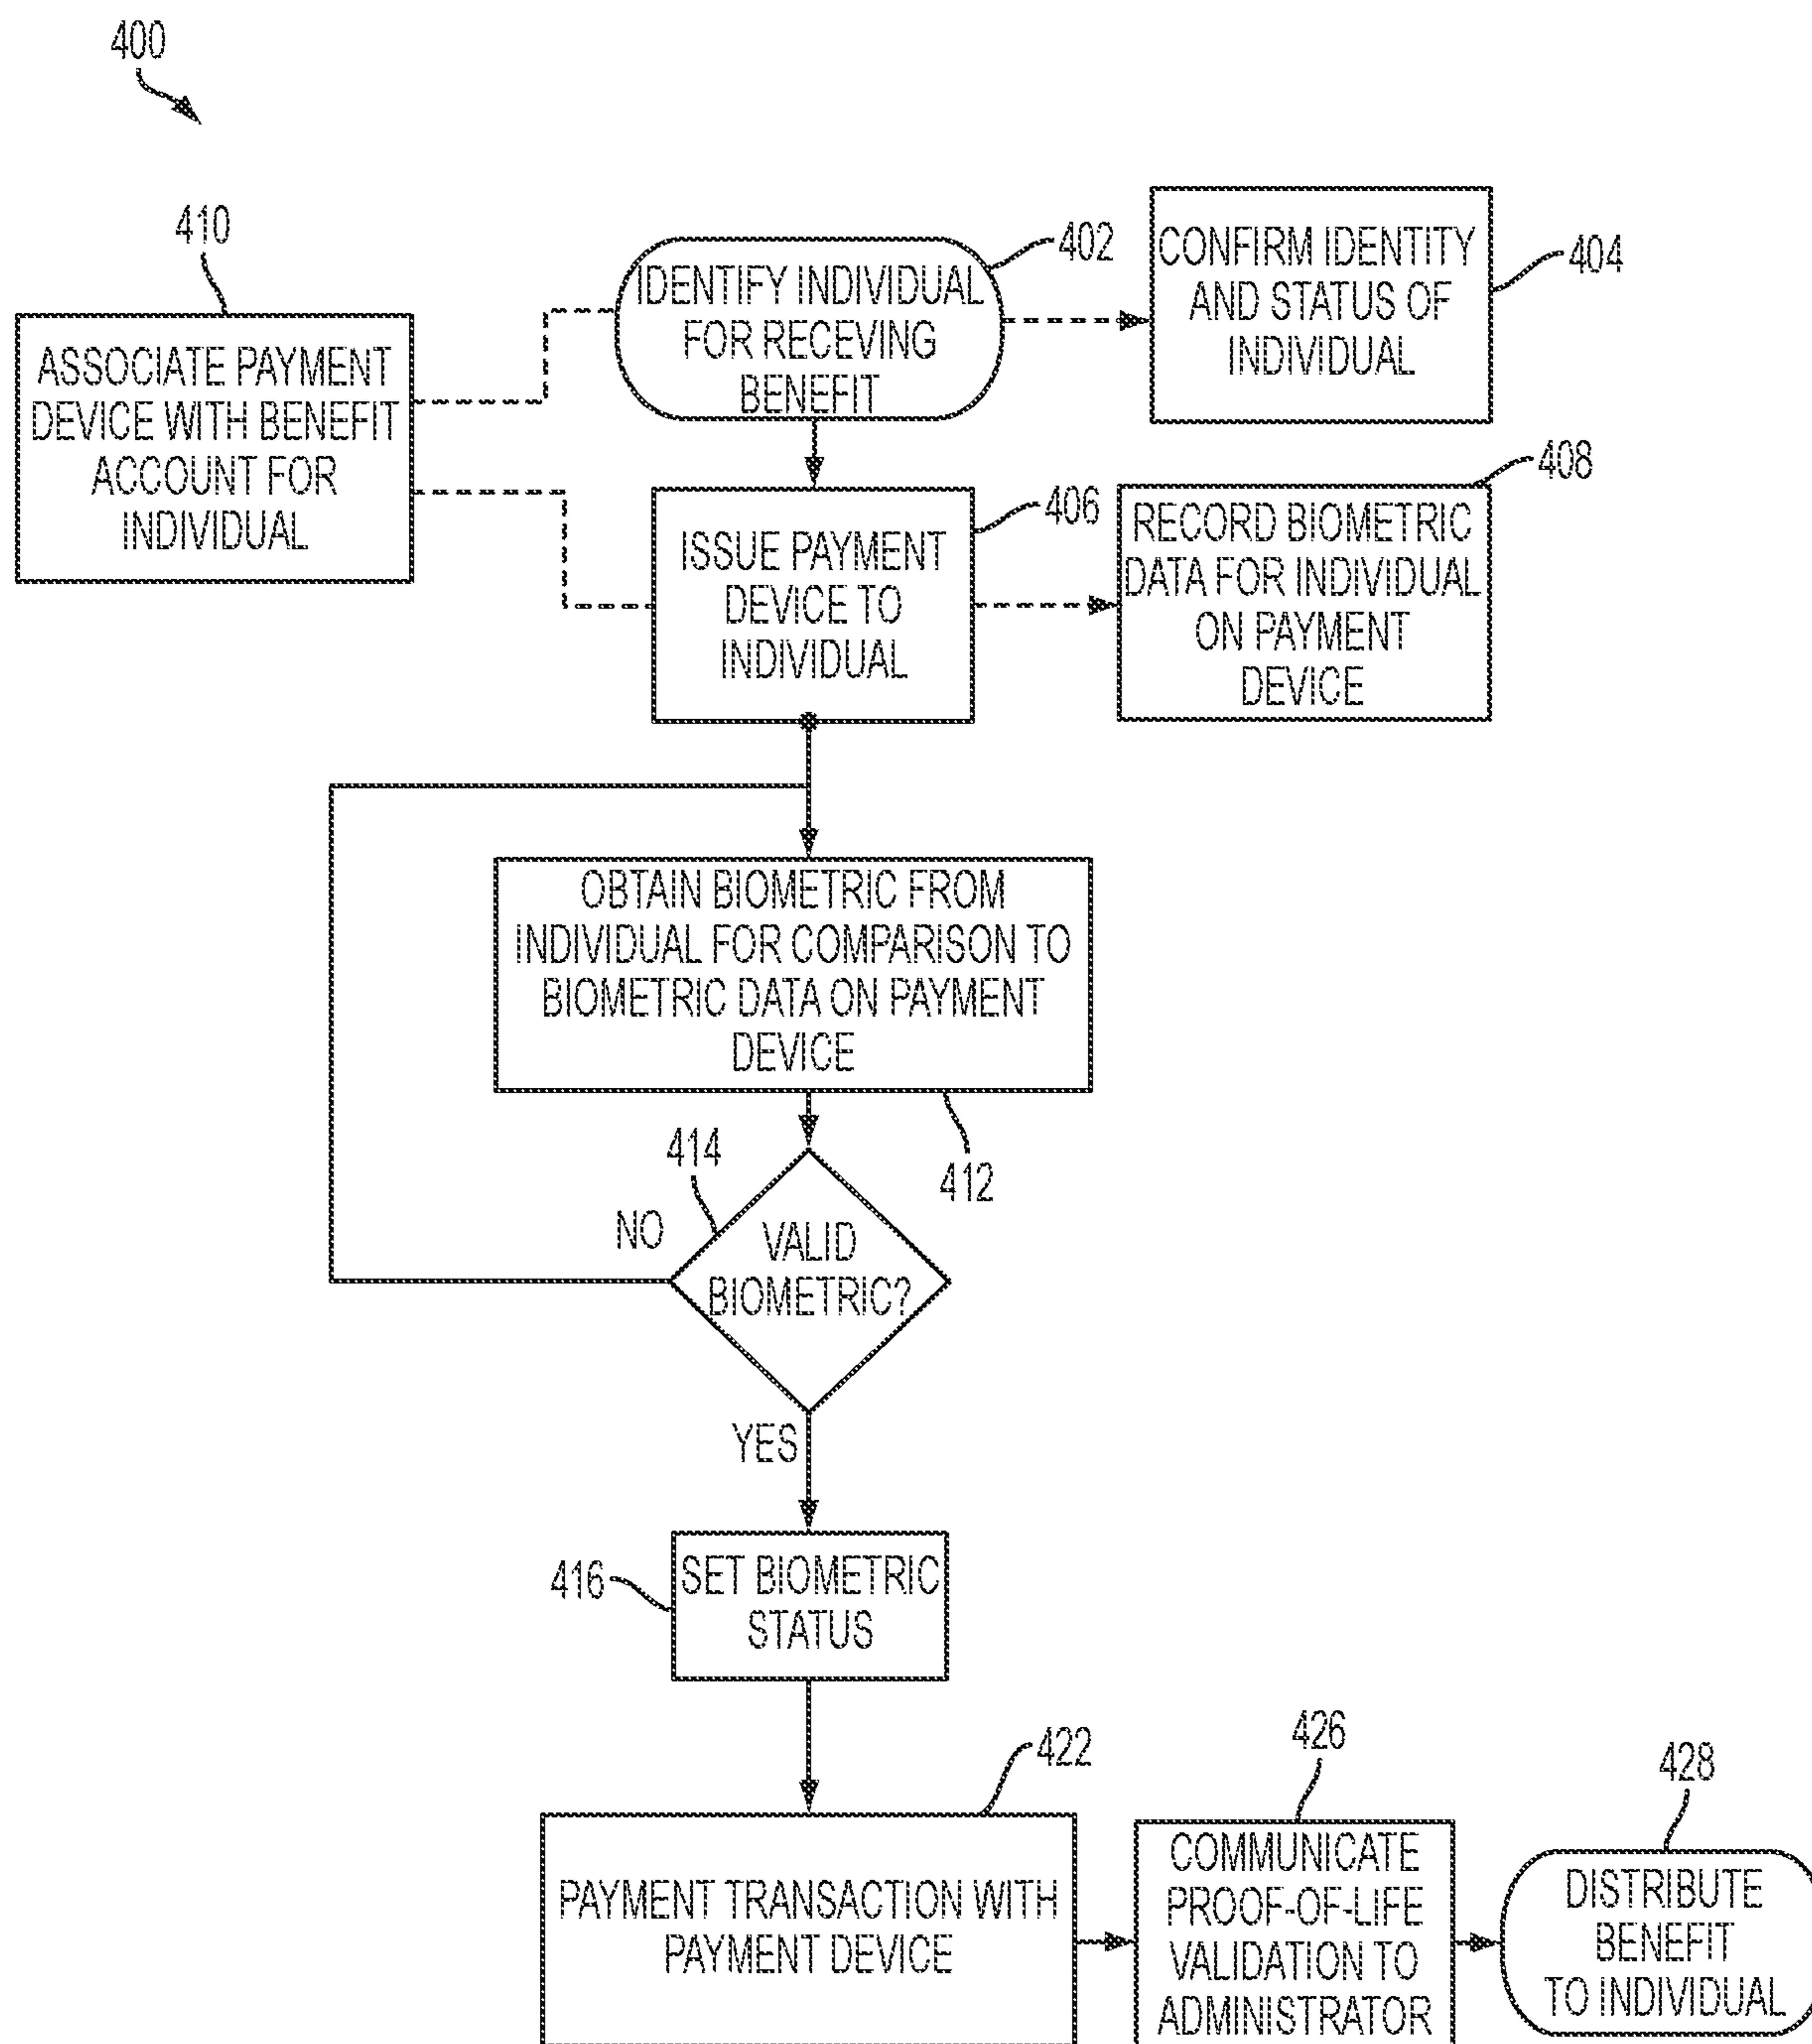 400
410
ASSOCIATE PAYMENT
DEVICE WITH BENEFIT
ACCOUNT FOR
INDIVIDUAL
402
IDENTIFY INDIVIDUAL
FOR RECEVING
BENEFIT
404
CONFIRM IDENTITY
AND STATUS OF
INDIVIDUAL
406
ISSUE PAYMENT
DEVICE TO
INDIVIDUAL
408
RECORD BIOMETRIC
DATA FOR INDIVIDUAL
ON PAYMENT
DEVICE
OBTAIN BIOMETRIC FROM
INDIVIDUAL FOR COMPARISON TO
BIOMETRIC DATA ON PAYMENT
DEVICE
412
414
NO
VALID
BIOMETRIC?
YES
416
SET BIOMETRIC
STATUS
422
PAYMENT TRANSACTION WITH
PAYMENT DEVICE
426
COMMUNICATE
PROOF-OF-LIFE
VALIDATION TO
ADMINISTRATOR
428
DISTRIBUTE
BENEFIT
TO INDIVIDUAL